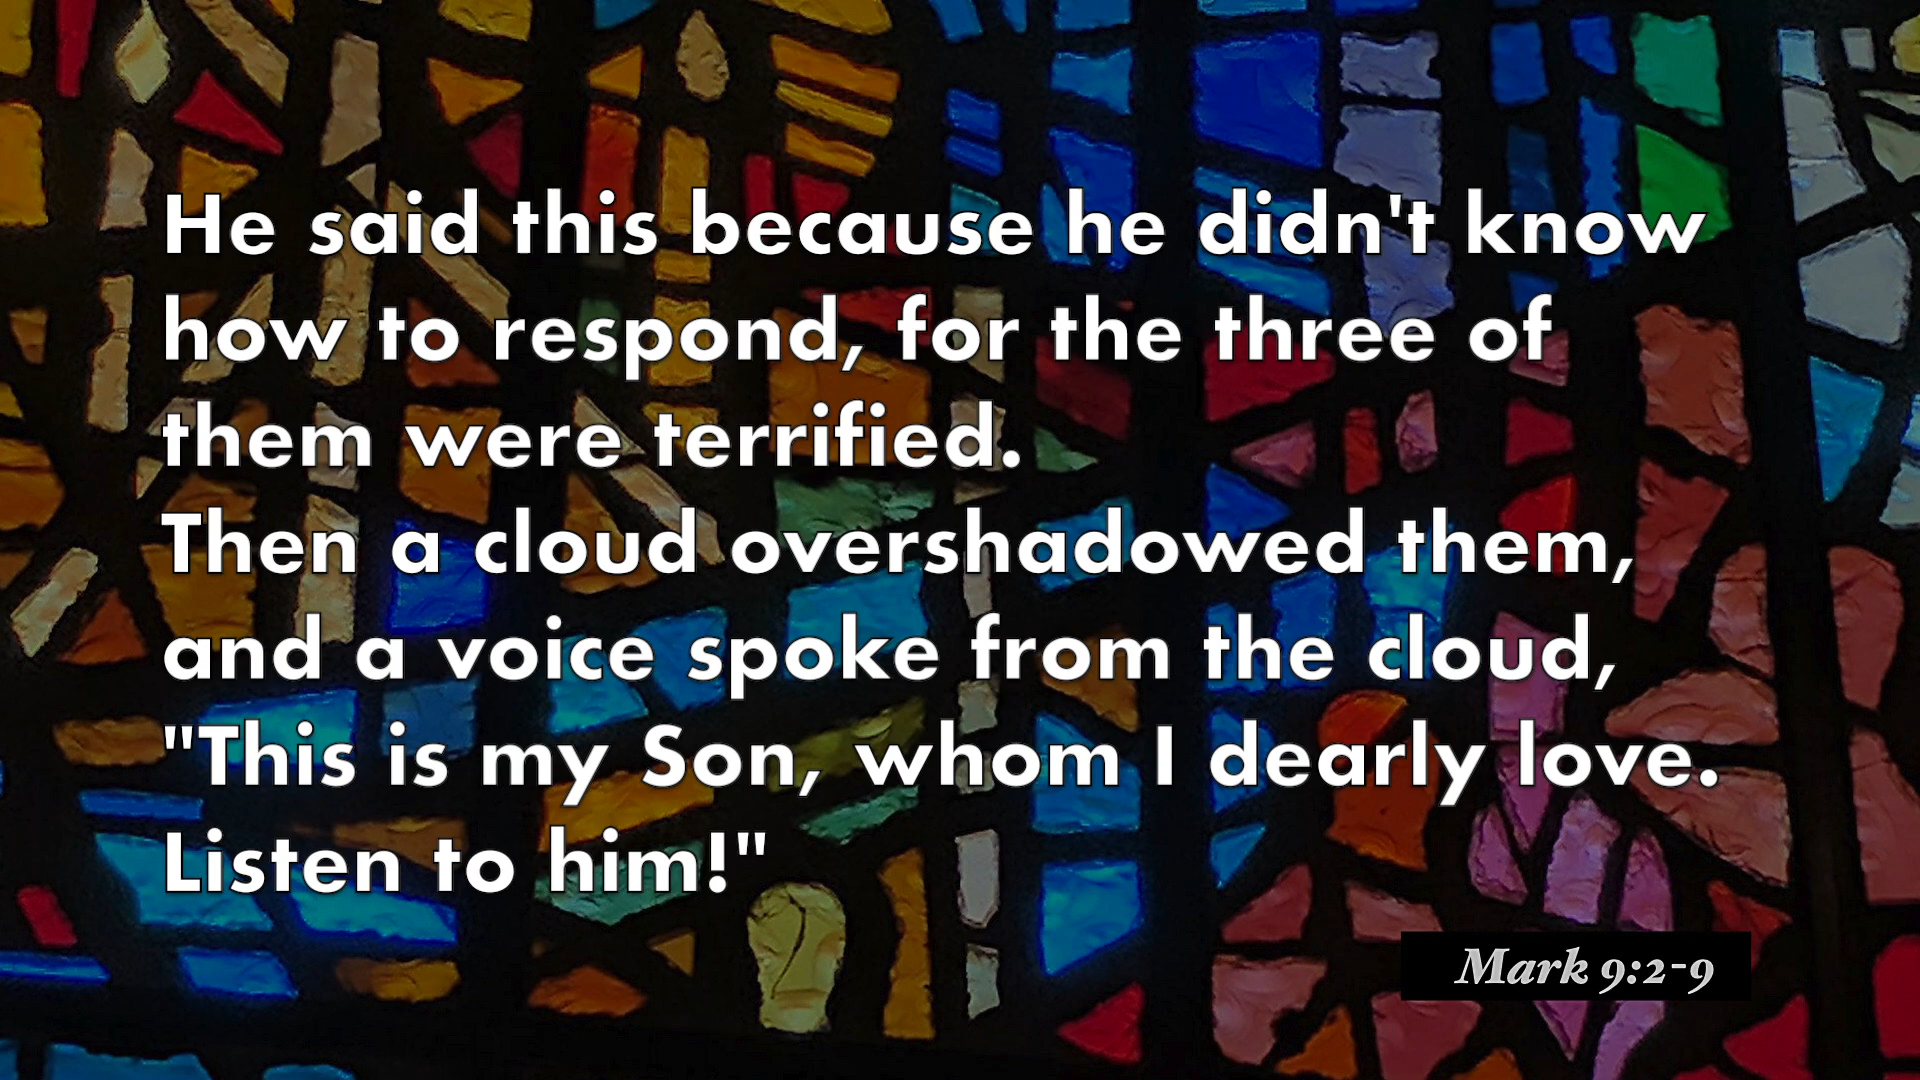 He said this because he didn't know
how to respond, for the three of
them were terrified.
Then a cloud overshadowed them,
and a voice spoke from the cloud,
"This is my Son, whom I dearly love.
Listen to him!"
Mark 9:2-9